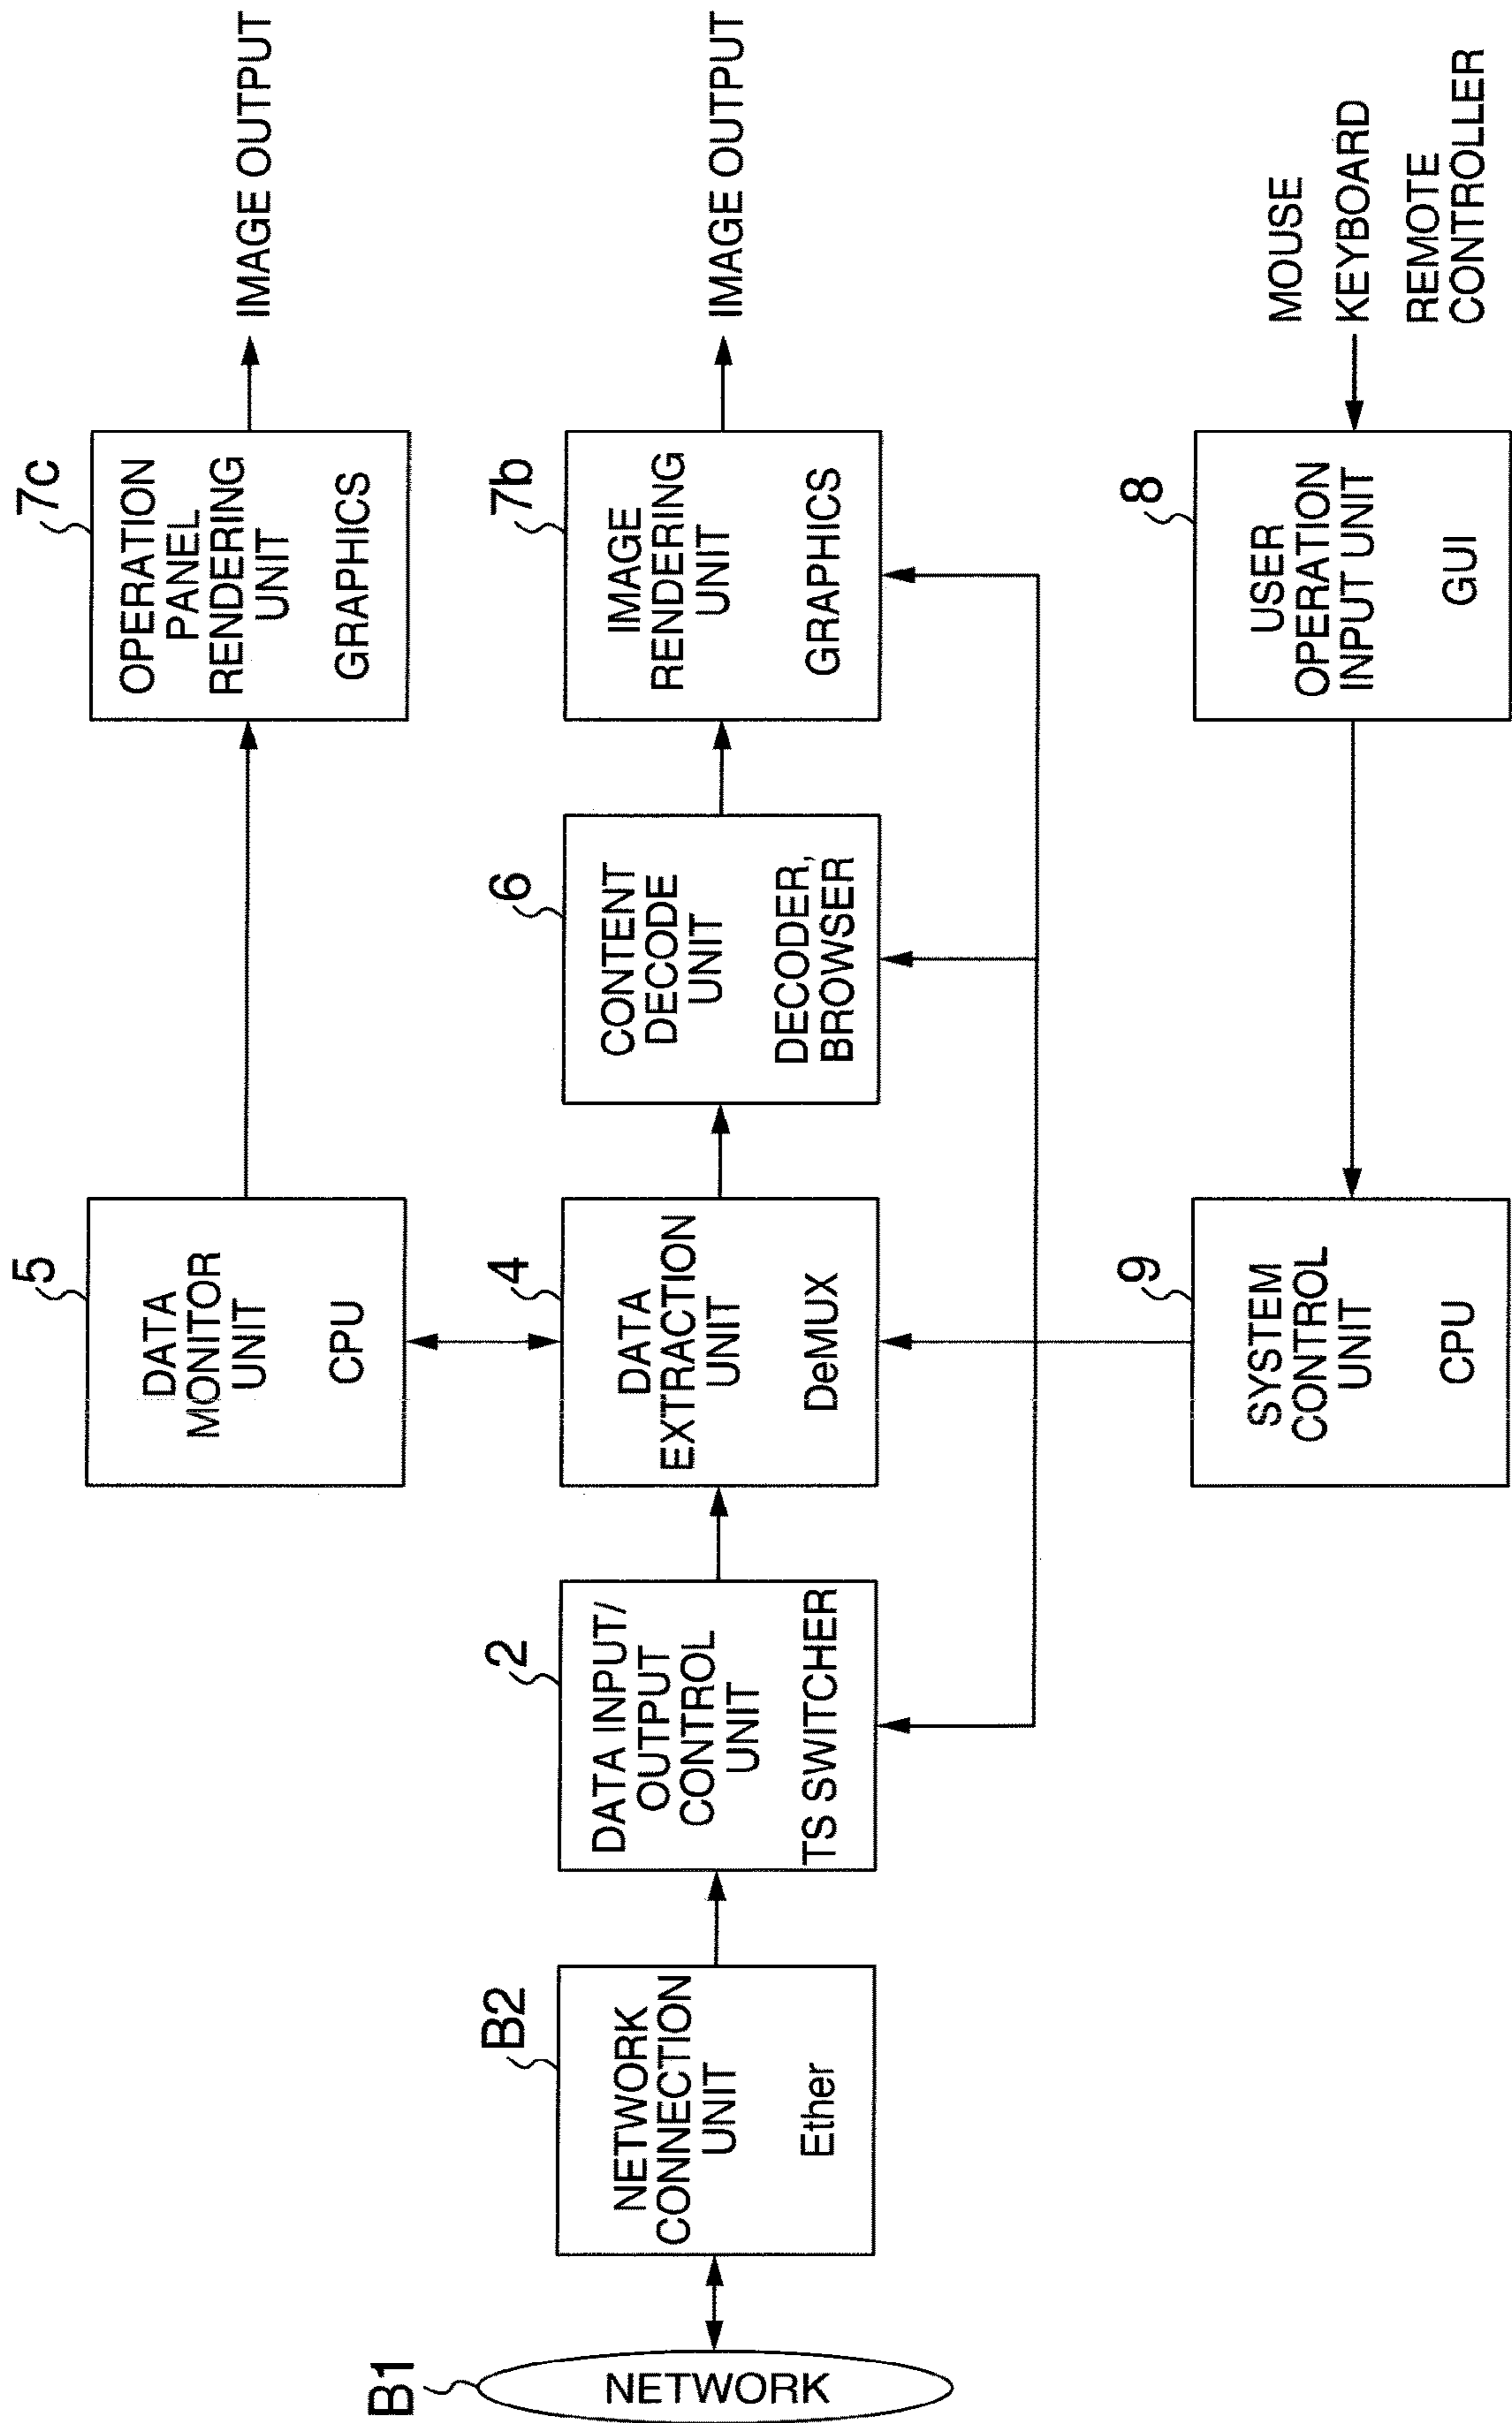 7c
OPERATION
PANEL
RENDERING
UNIT
GRAPHICS
IMAGE OUTPUT
5
DATA
MONITOR
UNIT
CPU
B1
NETWORK
B2
NETWORK
CONNECTION
UNIT
Ether
2
DATA INPUT/
OUTPUT
CONTROL
UNIT
TS SWITCHER
4
DATA
EXTRACTION
UNIT
DeMUX
6
CONTENT
DECODE
UNIT
DECODER,
BROWSER
7b
IMAGE
RENDERING
UNIT
GRAPHICS
IMAGE OUTPUT
9
SYSTEM
CONTROL
UNIT
CPU
8
USER
OPERATION
INPUT UNIT
GUI
MOUSE
KEYBOARD
REMOTE
CONTROLLER